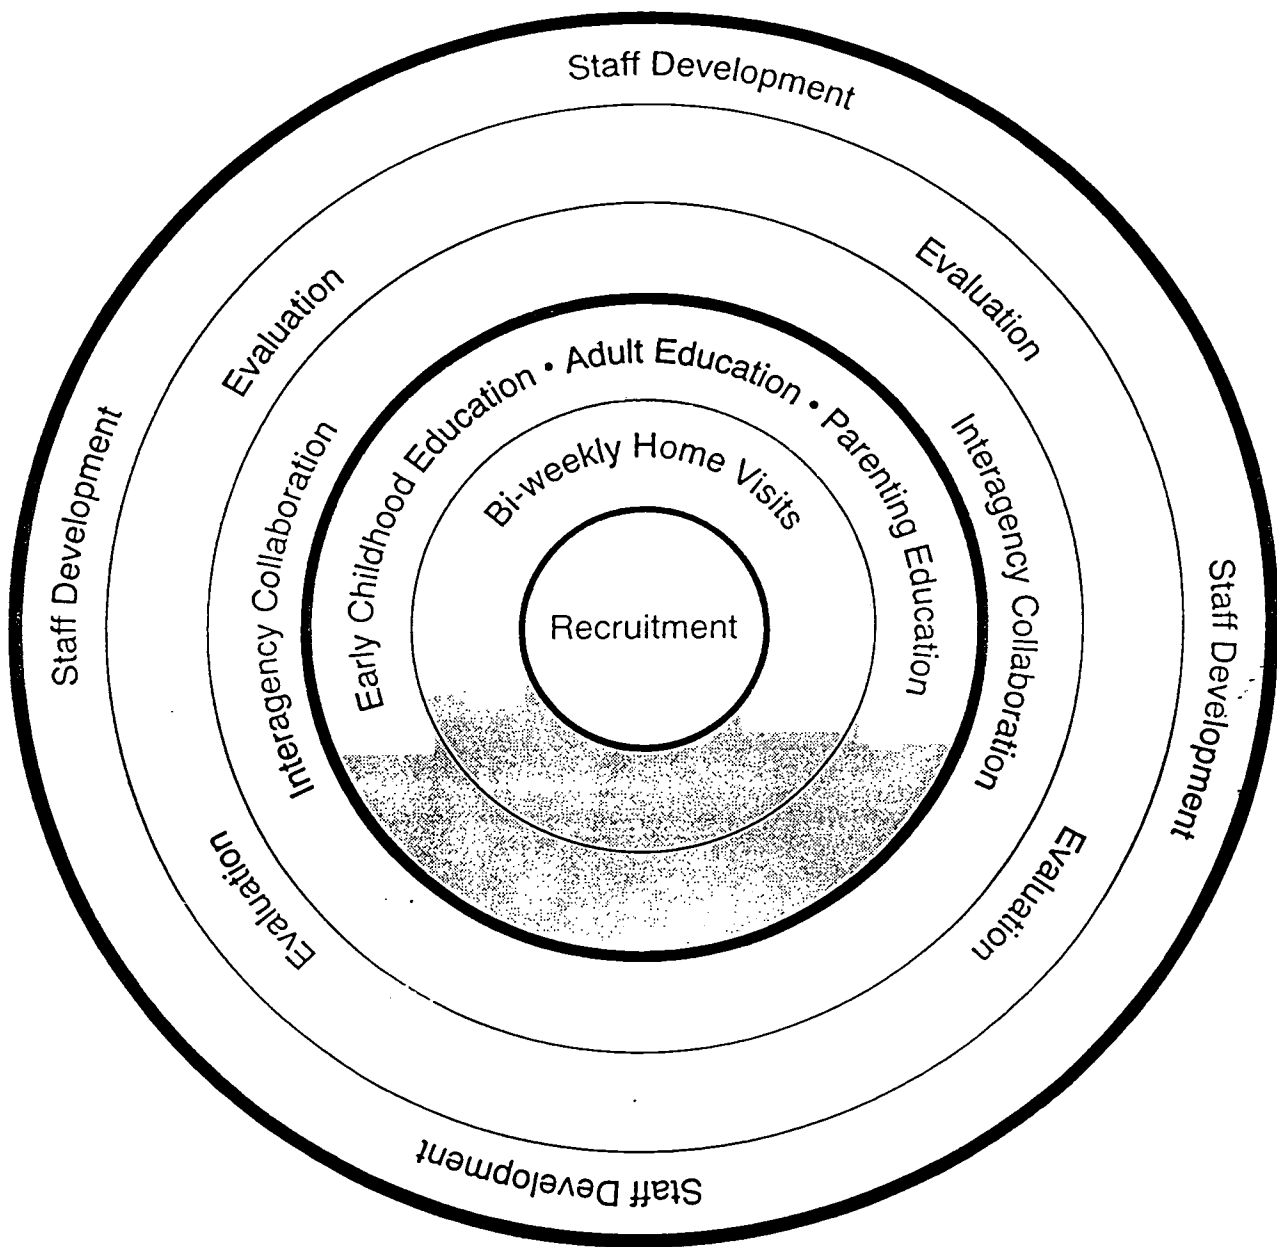 Staff Development
Evaluation
Evaluation
Early Childhood Education • Adult Education • Parenting Education
Staff Development
Interagency Collaboration
Bi-weekly Home Visits
Interagency Collaboration
Staff Development
Recruitment
Evaluation
Evaluation
Staff Development